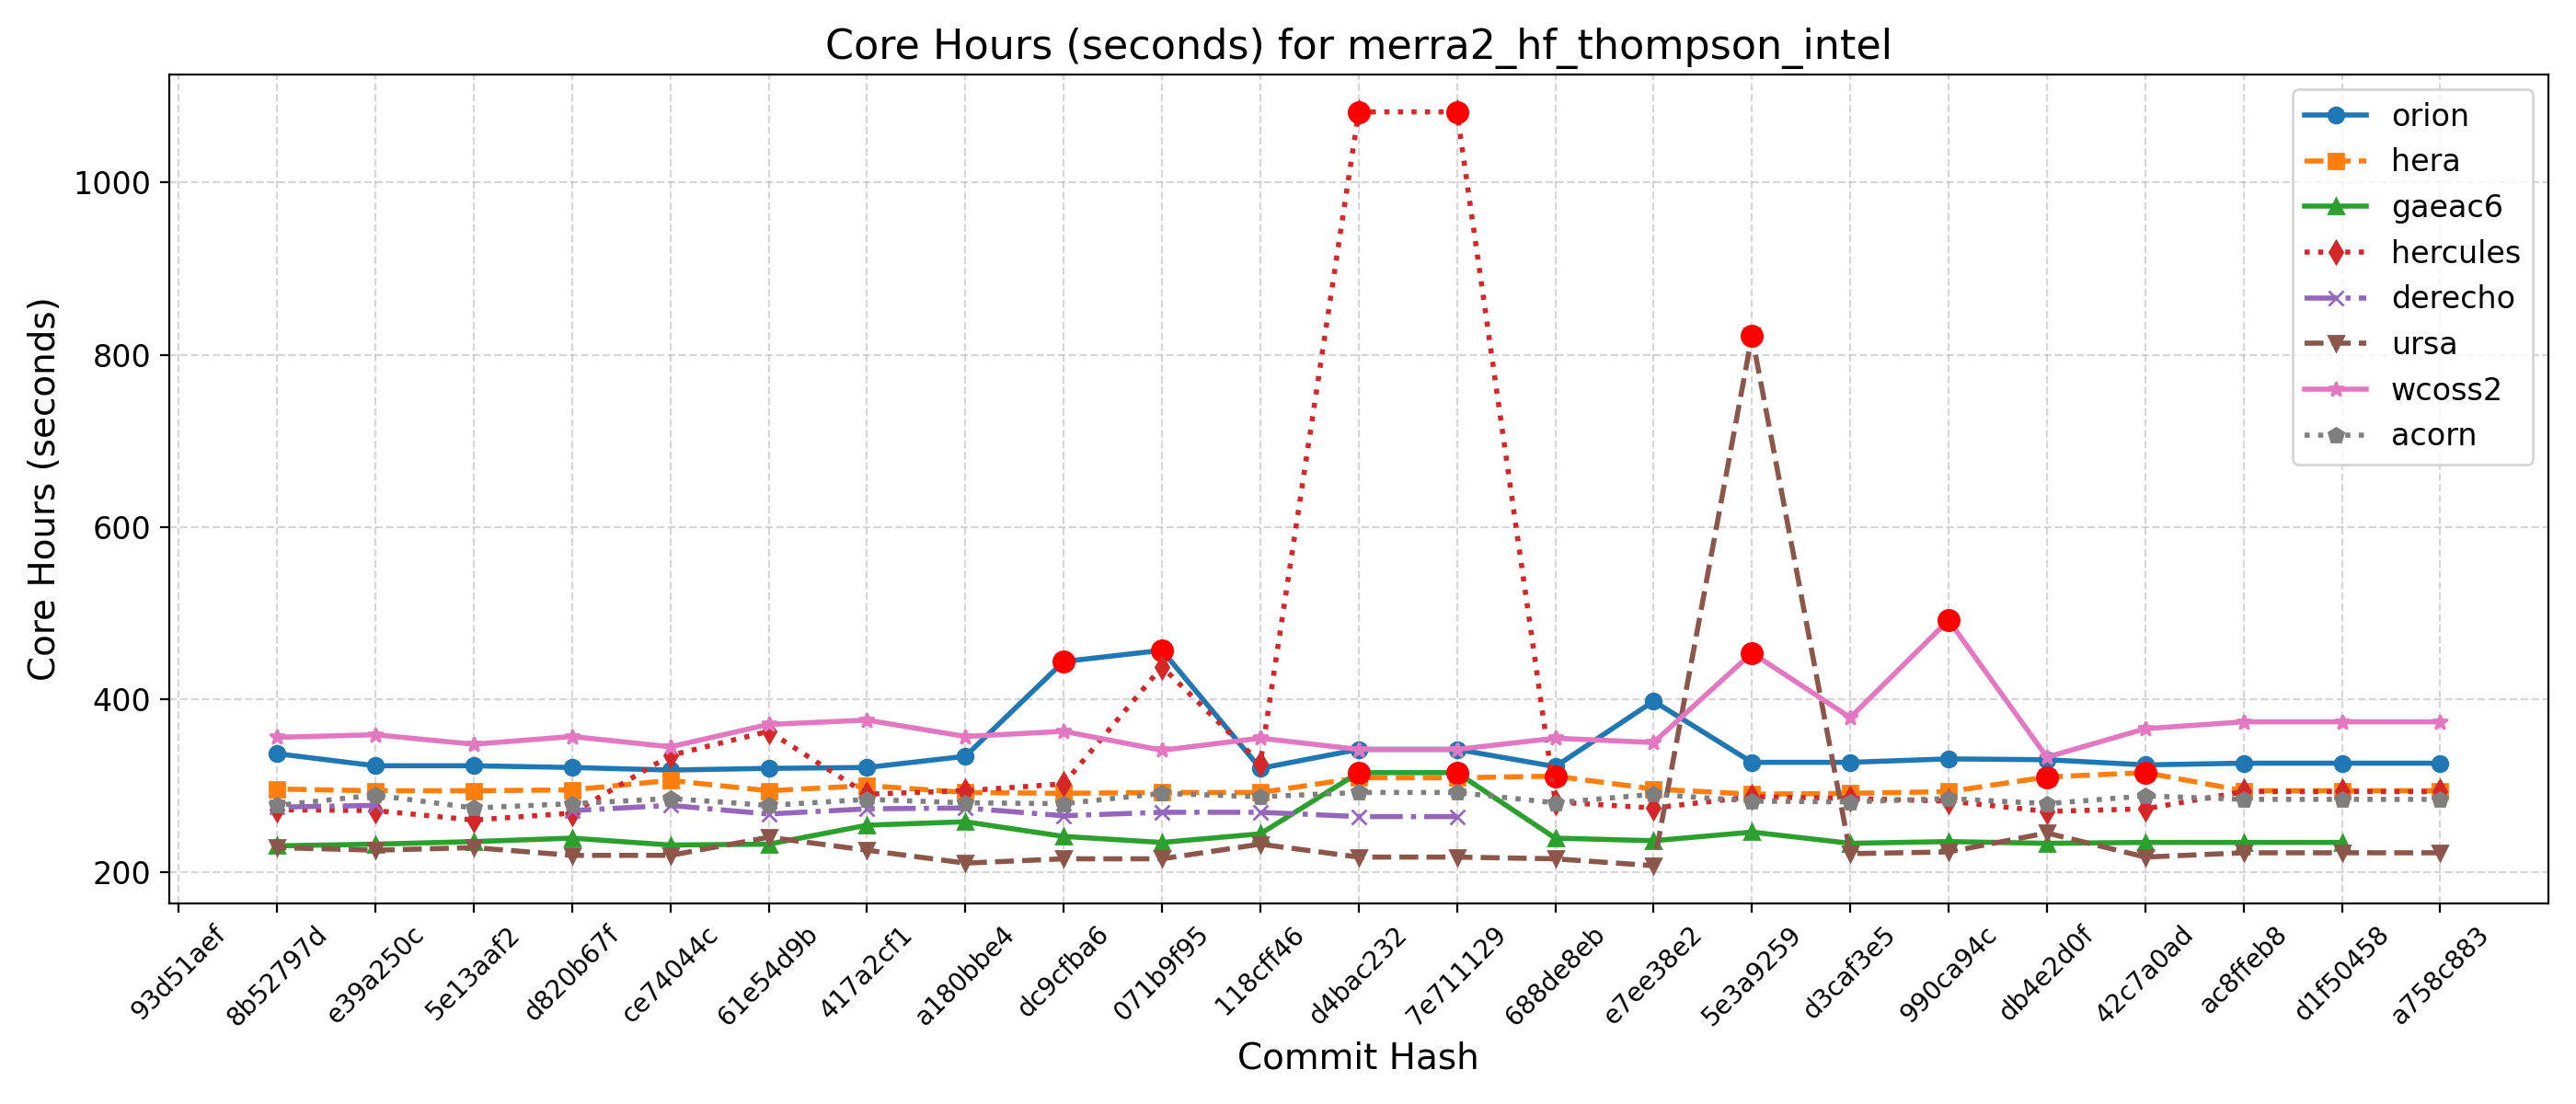 Core Hours (seconds) for merra2_hf_thompson_intel
Core Hours (seconds)
1000
800
600
400
200
orion
hera
gaeac6
hercules
derecho
ursa
wcoss2
acorn
93d51aef
8b52797d
e39a250c
5e13aaf2
d820b67f
ce74044c
61e54d9b
417a2cf1
a180bbe4
dc9cfba6
071b9f95
118cff46
d4bac232
7e711129
688de8eb
e7ee38e2
5e3a9259
d3caf3e5
990ca94c
db4e2d0f
42c7a0ad
ac8ffeb8
d1f50458
a758c883
Commit Hash